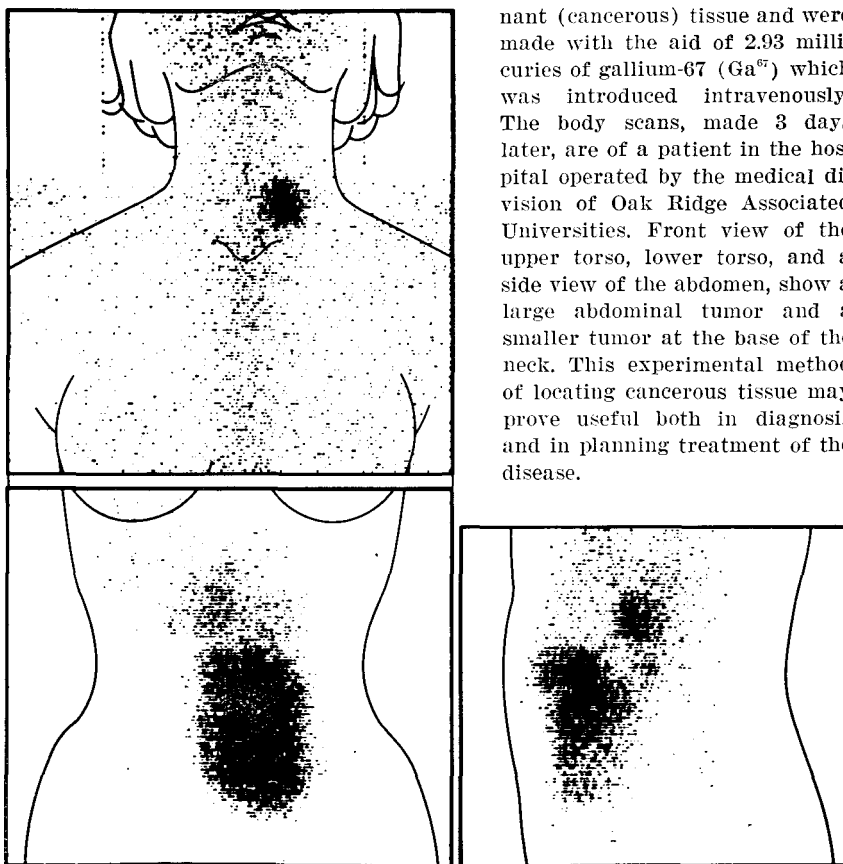 nant (cancerous) tissue and were
made with the aid of 2.93 milli
curies of gallium-67 (Ga⁶⁷) which
was introduced intravenously
The body scans, made 3 day
later, are of a patient in the hos
pital operated by the medical di
vision of Oak Ridge Associated
Universities. Front view of the
upper torso, lower torso, and a
side view of the abdomen, show a
large abdominal tumor and a
smaller tumor at the base of the
neck. This experimental method
of locating cancerous tissue may
prove useful both in diagnosi
and in planning treatment of the
disease.